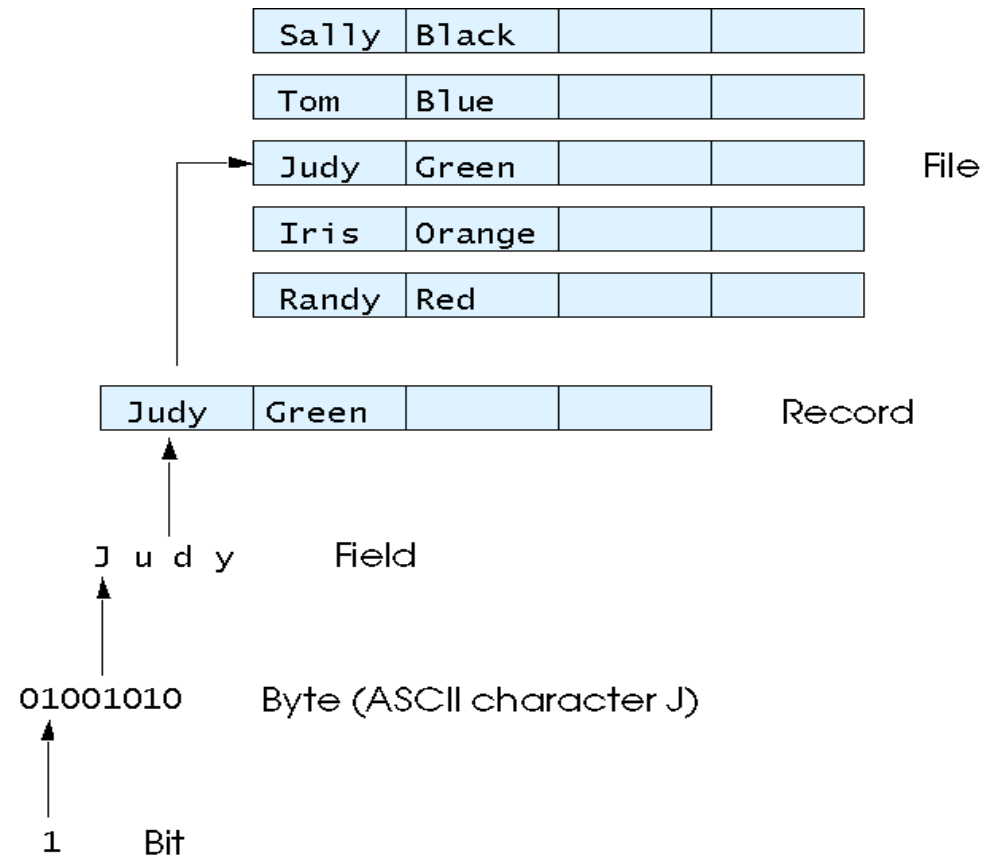 Sally Black
Tom Blue
Judy Green
File
Iris Orange
Randy Red
Judy Green Record
J u d y Field
01001010 Byte (ASCII character J)
1 Bit